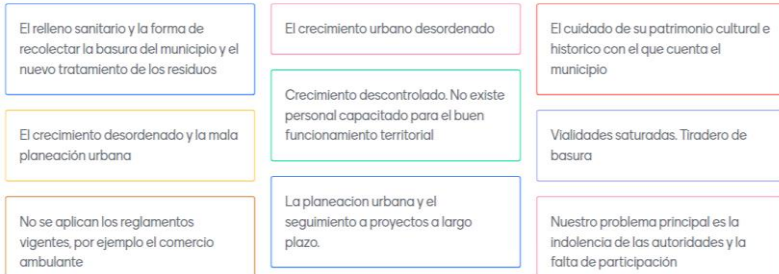 El relleno sanitario y la forma de
recolectar la basura del municipio y el
nuevo tratamiento de los residuos
El crecimiento desordenado y la mala
planeación urbana
No se aplican los reglamentos
vigentes, por ejemplo el comercio
ambulante
El crecimiento urbano desordenado
Crecimiento descontrolado. No existe
personal capacitado para el buen
funcionamiento territorial
La planeacion urbana y el
seguimiento a proyectos a largo
plazo.
El cuidado de su patrimonio cultural e
historico con el que cuenta el
municipio
Vialidades saturadas. Tiradero de
basura
Nuestro problema principal es la
indolencia de las autoridades y la
falta de participación